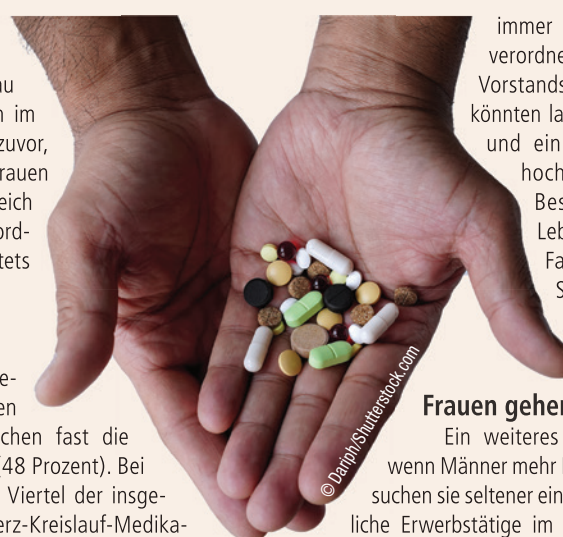 au
n im
zuvor,
rauen
eich
ord-
tets
e-
en
chen fast die
(48 Prozent). Bei
Viertel der insge-
erz-Kreislauf-Medika-
immer
verordne
Vorstands
könnten la
und ein
hoch
Bes
Leb
Fa
S
© Dariph/Shutterstock.com
Frauen gehen
Ein weiteres
wenn Männer mehr
suchen sie seltener ein
liche Erwerbstätige im